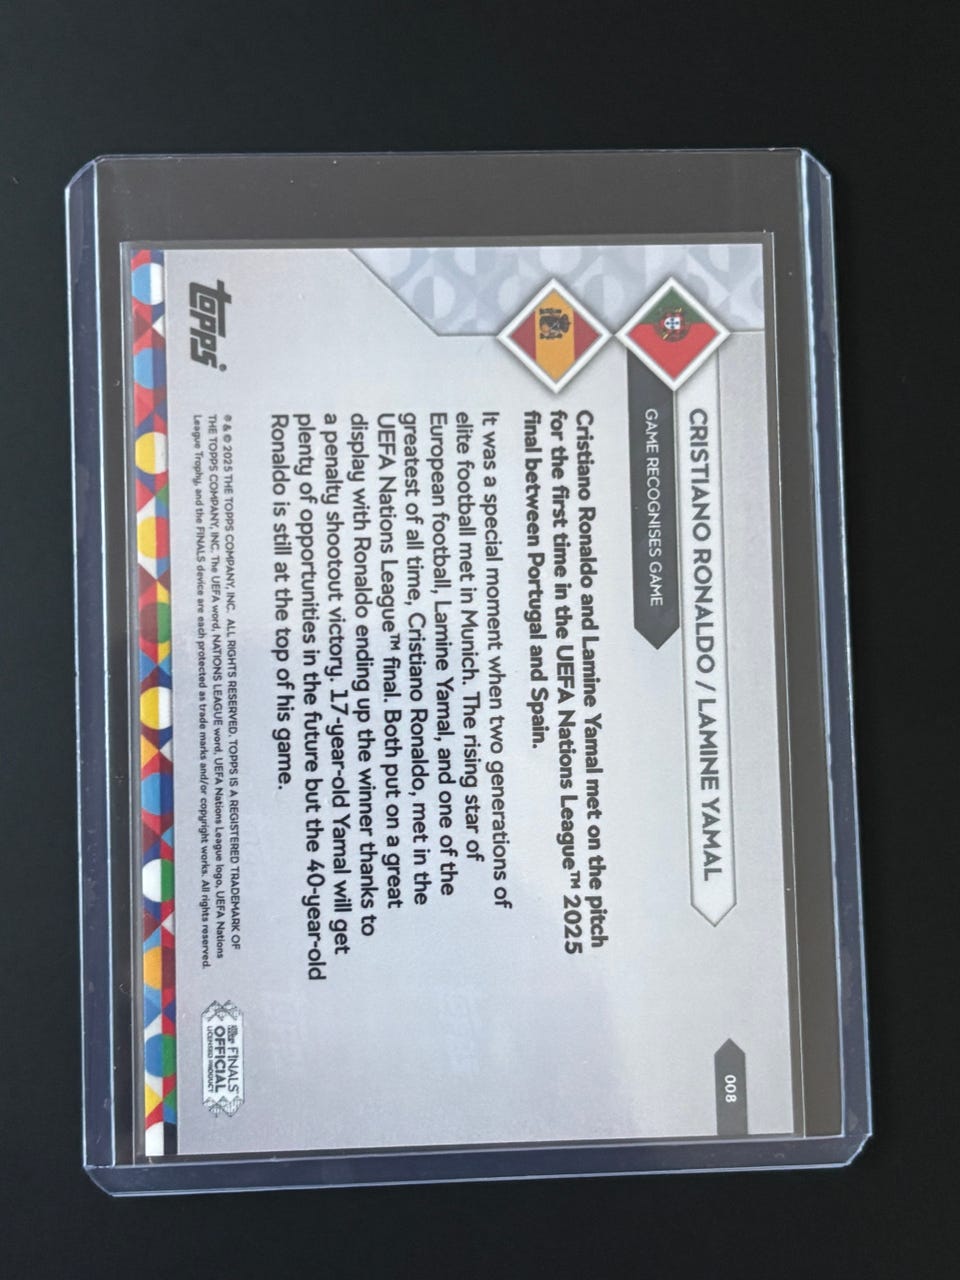 CRISTIANO RONALDO / LAMINE YAMAL
GAME RECOGNISES GAME
008
Cristiano Ronaldo and Lamine Yamal met on the pitch
for the first time in the UEFA Nations League™ 2025
final between Portugal and Spain.
It was a special moment when two generations of
elite football met in Munich. The rising star of
European football, Lamine Yamal, and one of the
greatest of all time, Cristiano Ronaldo, met in the
UEFA Nations League™ final. Both put on a great
display with Ronaldo ending up the winner thanks to
a penalty shootout victory. 17-year-old Yamal will get
plenty of opportunities in the future but the 40-year-old
Ronaldo is still at the top of his game.
topps
® & © 2025 THE TOPPS COMPANY, INC. ALL RIGHTS RESERVED. TOPPS IS A REGISTERED TRADEMARK OF
THE TOPPS COMPANY, INC. The UEFA word, NATIONS LEAGUE word, UEFA Nations League logo, UEFA Nations
League Trophy, and the FINALS device are each protected as trade marks and/or copyright works. All rights reserved.
FINALS
OFFICIAL
LICENSED PRODUCT